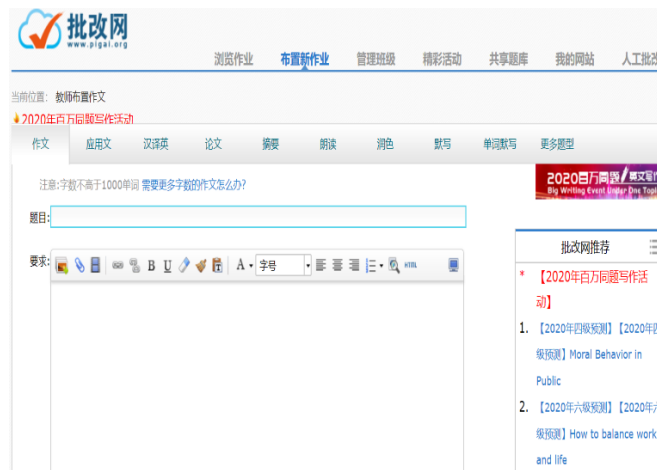 批改网
www.pigai.org
浏览作业 布置新作业 管理班级 精彩活动 共享题库 我的网站 人工批改
当前位置： 教师布置作文
2020年百万同题写作活动
作文 应用文 汉译英 论文 摘要 朗读 润色 默写 单词默写 更多题型
注意:字数不高于1000单词 需要更多字数的作文怎么办?
2020百万同题 英文写作
Big Writing Event Under One Topic
题目:
要求:
B U A 字号 HTML
批改网推荐
* 【2020年百万同题写作活
动】
1. 【2020年四级预测】【2020年四
级预测】Moral Behavior in
Public
2. 【2020年六级预测】【2020年六
级预测】How to balance work
and life